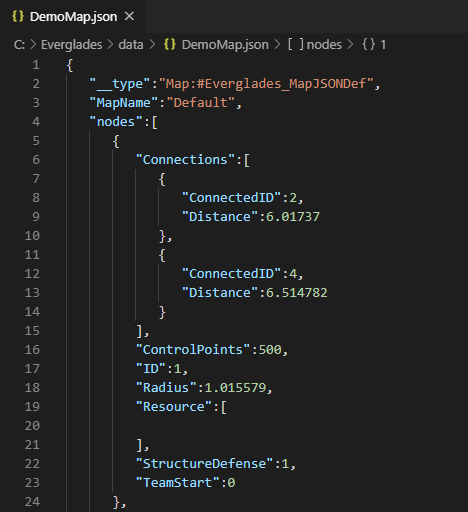 {} DemoMap.json ×
C: > Everglades > data > {} DemoMap.json > [ ] nodes > {} 1
1 {
2 "__type":"Map:#Everglades_MapJSONDef",
3 "MapName":"Default",
4 "nodes":[
5 {
6 "Connections":[
7 {
8 "ConnectedID":2,
9 "Distance":6.01737
10 },
11 {
12 "ConnectedID":4,
13 "Distance":6.514782
14 }
15 ],
16 "ControlPoints":500,
17 "ID":1,
18 "Radius":1.015579,
19 "Resource":[
20
21 ],
22 "StructureDefense":1,
23 "TeamStart":0
24 },